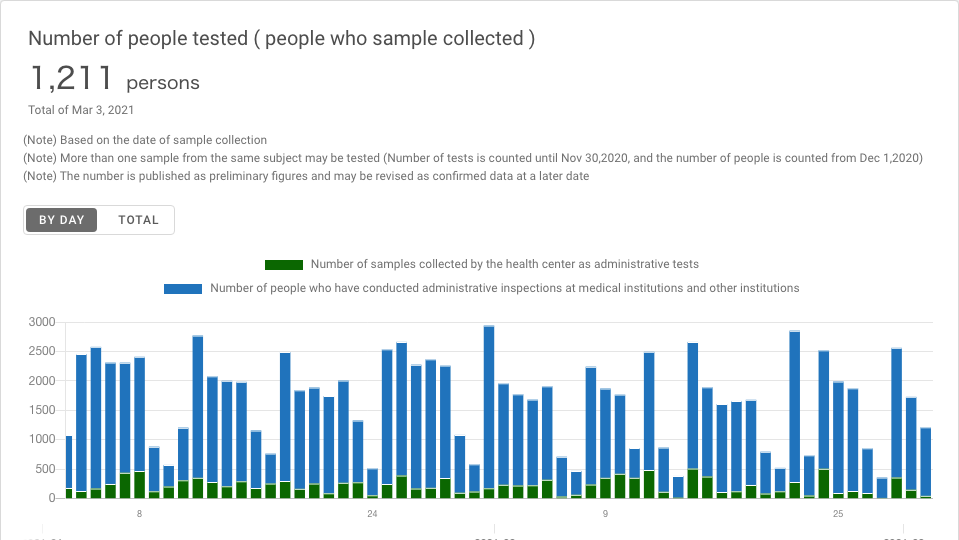 Number of people tested ( people who sample collected )
1,211 persons
Total of Mar 3, 2021
(Note) Based on the date of sample collection
(Note) More than one sample from the same subject may be tested (Number of tests is counted until Nov 30,2020, and the number of people is counted from Dec 1,2020)
(Note) The number is published as preliminary figures and may be revised as confirmed data at a later date
BY DAY TOTAL
Number of samples collected by the health center as administrative tests
Number of people who have conducted administrative inspections at medical institutions and other institutions
3000
2500
2000
1500
1000
500
0
8 24 9 25